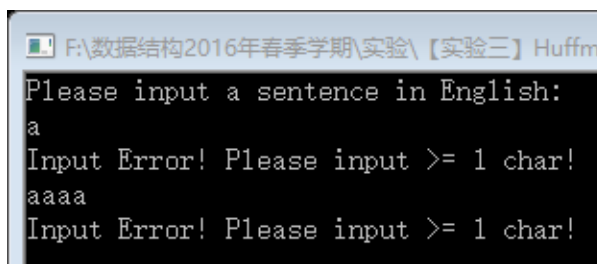 F:\数据结构2016年春季学期\实验\【实验三】Huffm
Please input a sentence in English:
a
Input Error! Please input >= 1 char!
aaaa
Input Error! Please input >= 1 char!